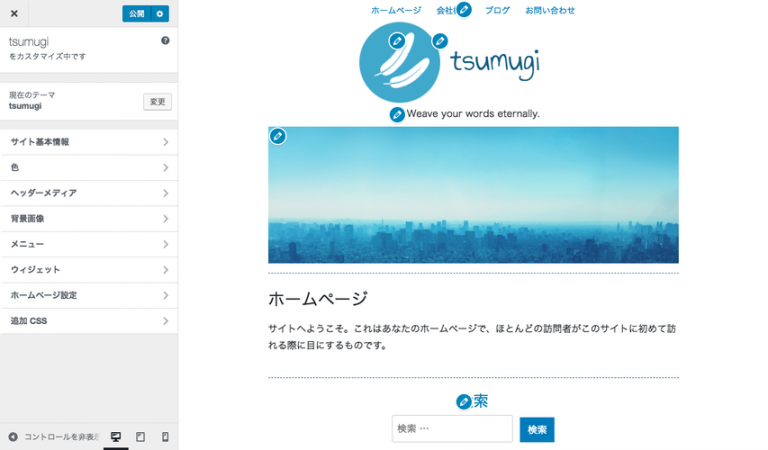 公開
tsumugi
をカスタマイズ中です
現在のテーマ
tsumugi
変更
サイト基本情報
色
ヘッダーメディア
背景画像
メニュー
ウィジェット
ホームページ設定
追加 CSS
コントロールを非表示
ホームページ 会社 ブログ お問い合わせ
tsumugi
Weave your words eternally.
ホームページ
サイトへようこそ。これはあなたのホームページで、ほとんどの訪問者がこのサイトに初めて訪
れる際に目にするものです。
索
検索 …
検索